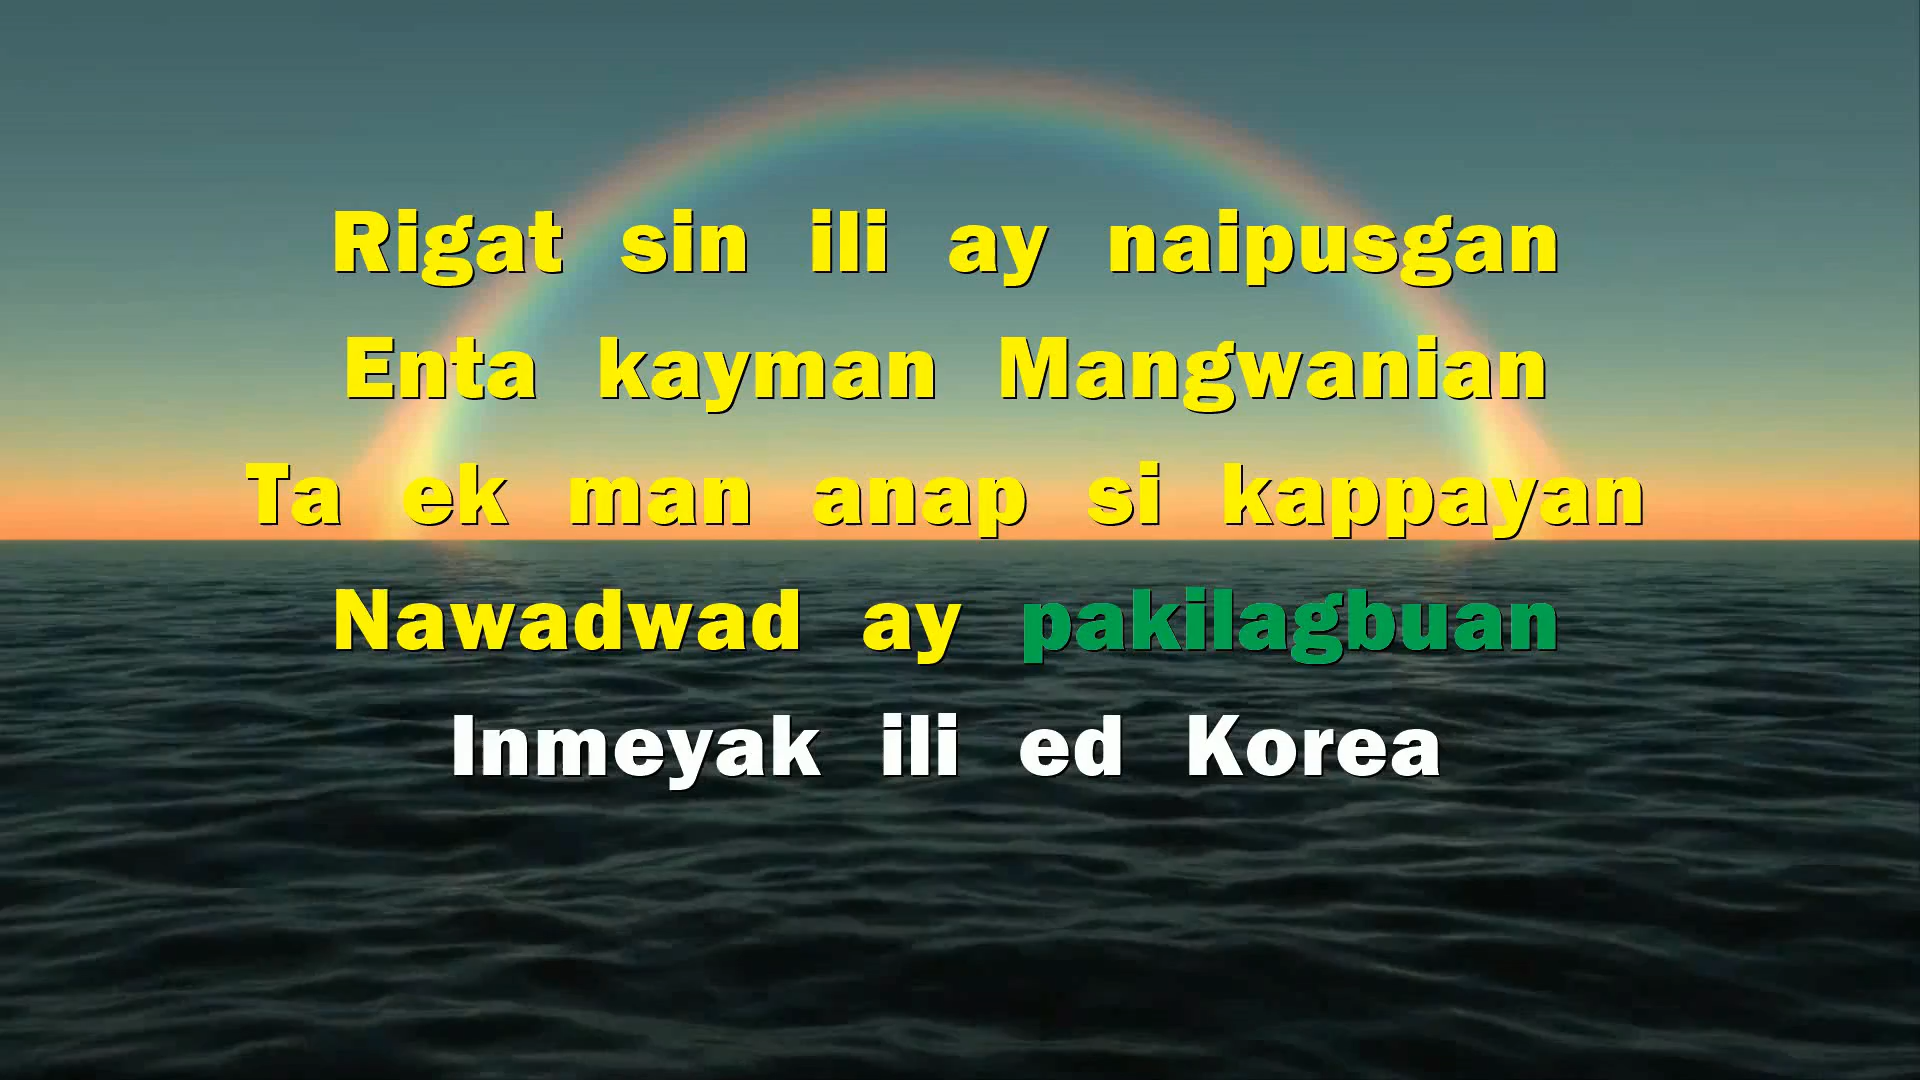 Rigat sin ili ay naipusgan
Enta kayman Mangwanian
Ta ek man anap si kappayan
Nawadwad ay pakilagbuan
Inmeyak ili ed Korea